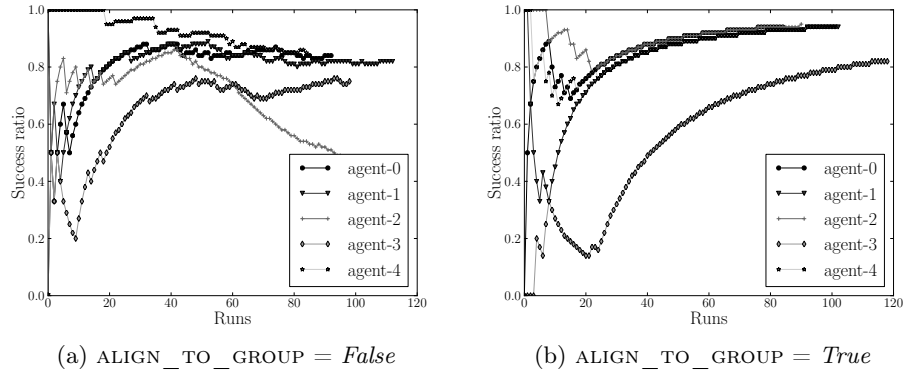 (a)
(b)
1.0
0.8
0.6
0.4
0.2
0.0
Success ratio
0
20
40
60
80
100
120
Runs
agent-0
agent-1
agent-2
agent-3
agent-4
1.0
0.8
0.6
0.4
0.2
0.0
Success ratio
0
20
40
60
80
100
120
Runs
agent-0
agent-1
agent-2
agent-3
agent-4
(a) ALIGN_TO_GROUP = False
(b) ALIGN_TO_GROUP = True